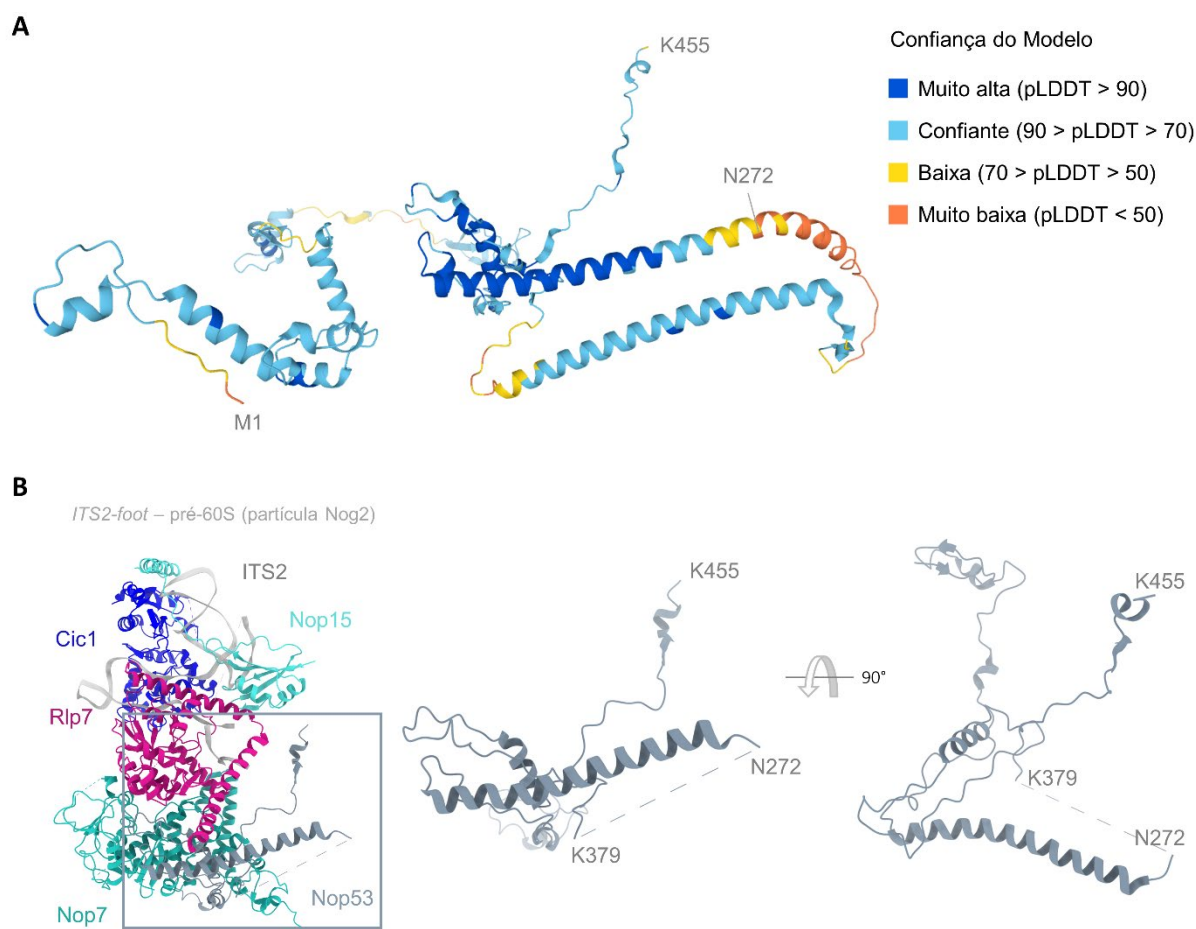 A
K455
Confiança do Modelo
Muito alta (pLDDT > 90)
Confiante (90 > pLDDT > 70)
Baixa (70 > pLDDT > 50)
Muito baixa (pLDDT < 50)
N272
M1
B
ITS2-foot – pré-60S (partícula Nog2)
ITS2
Nop15
Cic1
Rlp7
Nop7
Nop53
K455
N272
K379
90°
K455
K379
N272